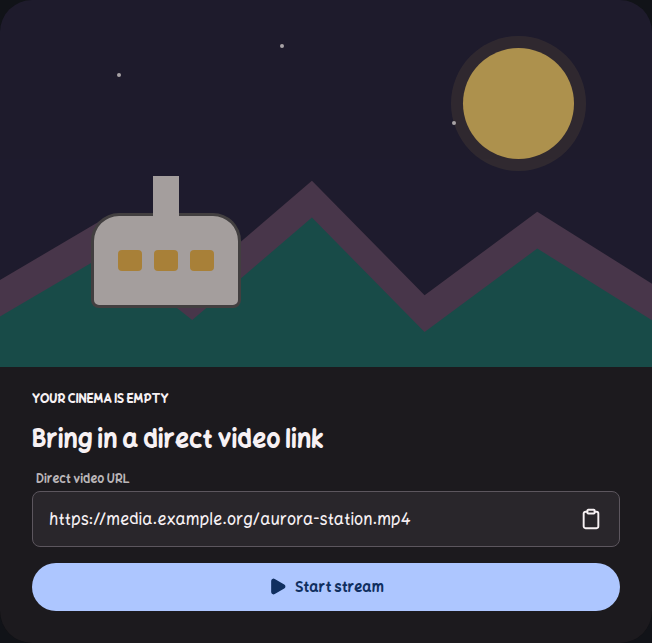 YOUR CINEMA IS EMPTY
Bring in a direct video link
Direct video URL
https://media.example.org/aurora-station.mp4
Start stream